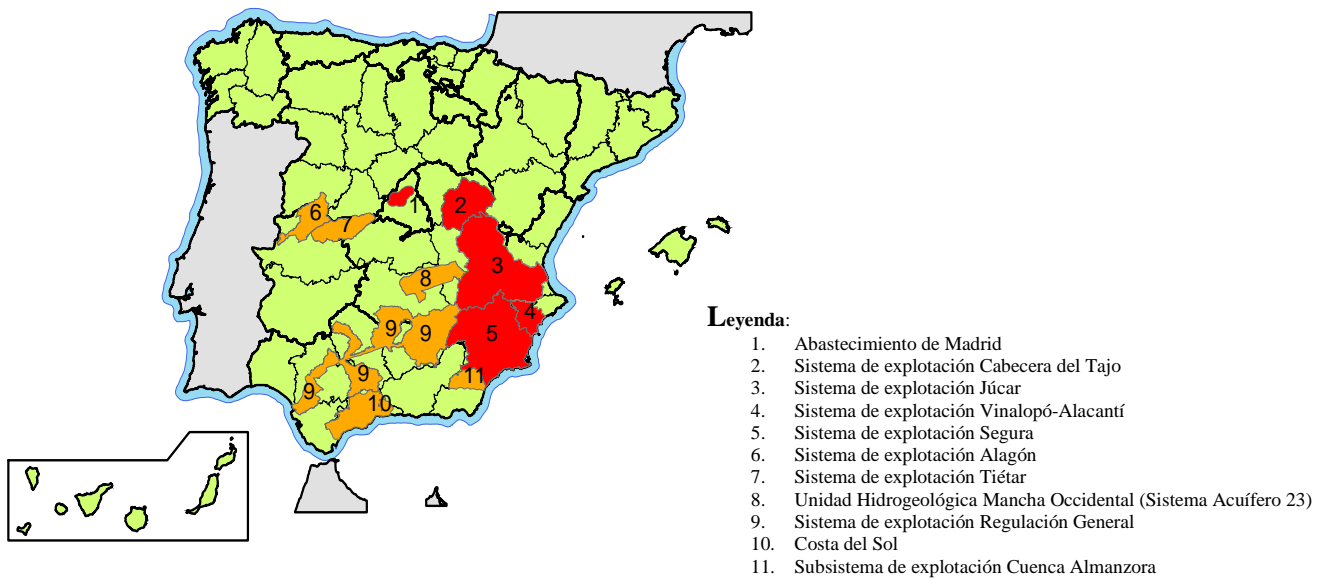 1
2
6
7
3
8
4
9
9
5
9
11
9
10
Leyenda:
1. Abastecimiento de Madrid
2. Sistema de explotación Cabecera del Tajo
3. Sistema de explotación Júcar
4. Sistema de explotación Vinalopó-Alacantí
5. Sistema de explotación Segura
6. Sistema de explotación Alagón
7. Sistema de explotación Tiétar
8. Unidad Hidrogeológica Mancha Occidental (Sistema Acuífero 23)
9. Sistema de explotación Regulación General
10. Costa del Sol
11. Subsistema de explotación Cuenca Almanzora